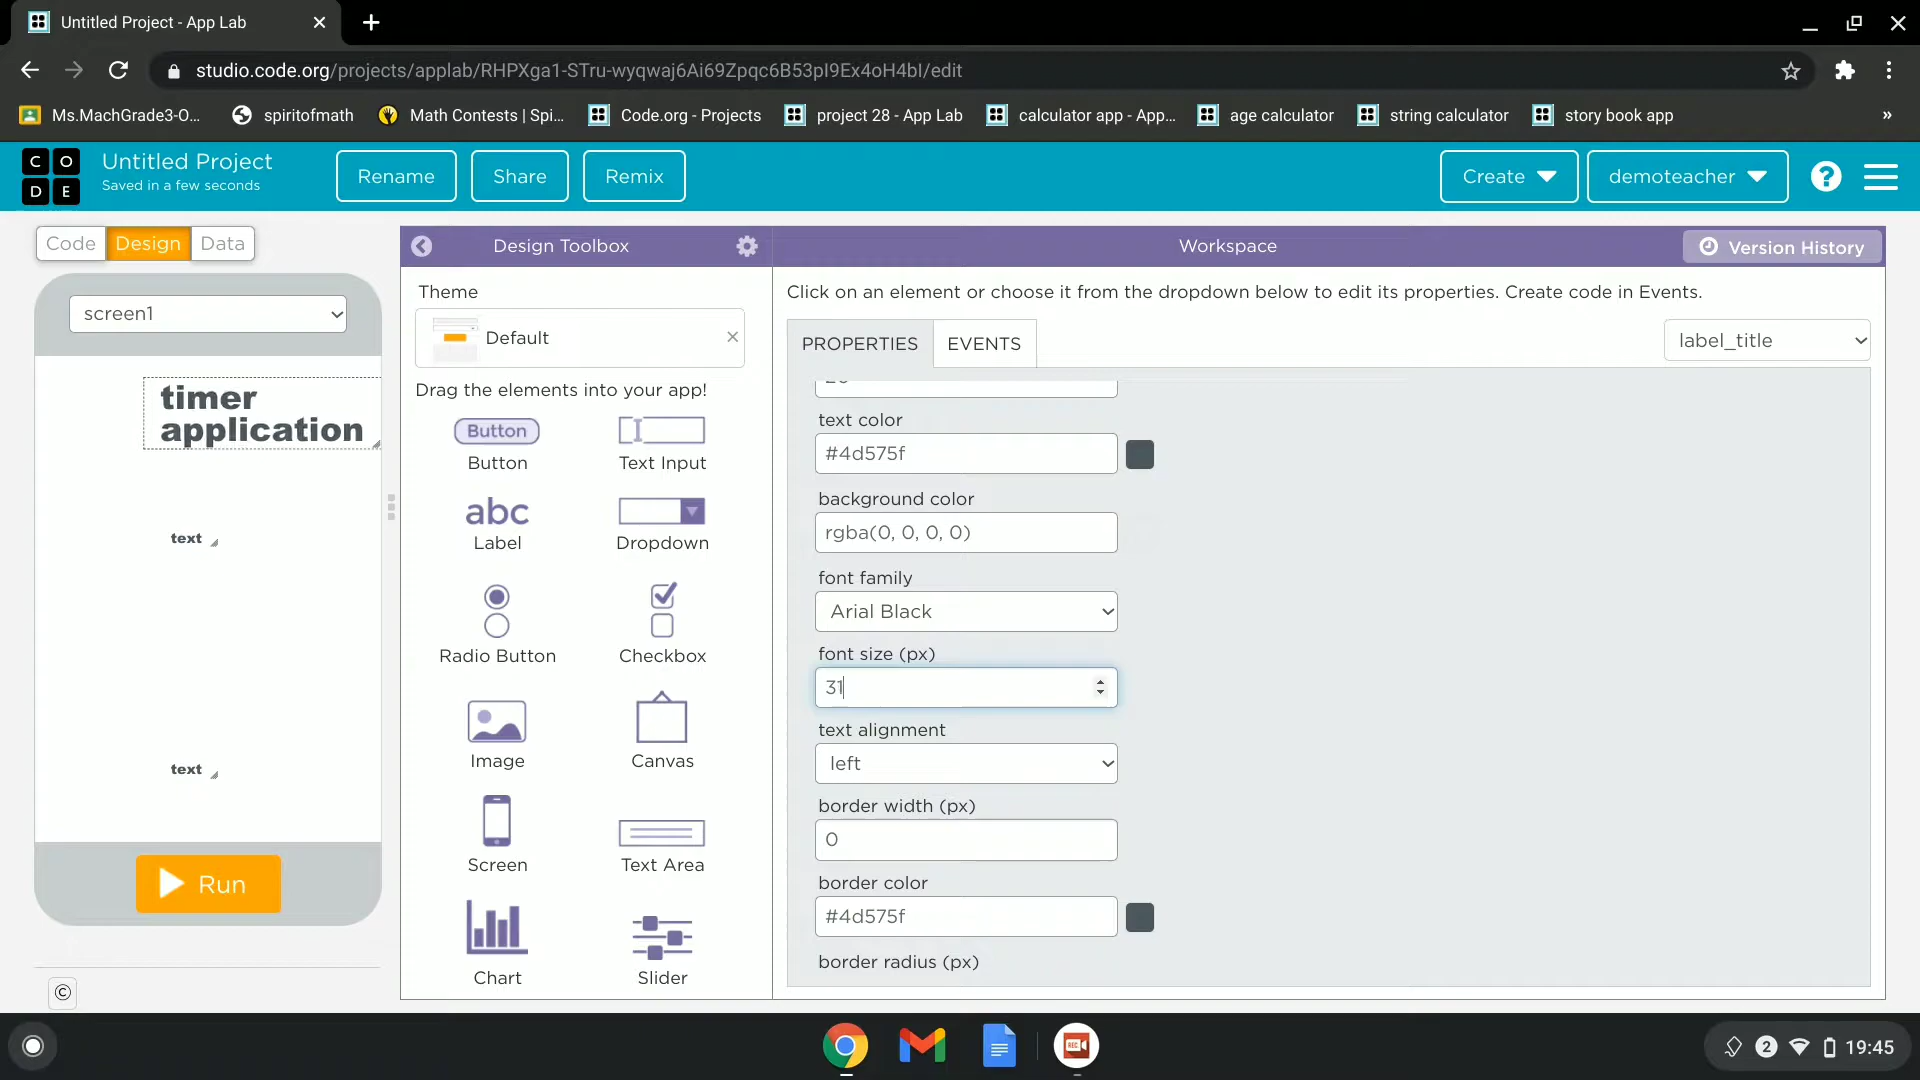 Untitled Project - App Lab
studio.code.org/projects/applab/RHPXga1-STru-wyqwaj6Ai69Zpqc6B53pI9Ex4oH4bI/edit
Ms.MachGrade3-O...
spiritofmath
Math Contests | Spi...
Code.org - Projects
project 28 - App Lab
calculator app - App...
age calculator
string calculator
story book app
»
C O
D E
Untitled Project
Saved in a few seconds
Rename
Share
Remix
Create
demoteacher
?
Code
Design
Data
Design Toolbox
Workspace
Version History
screen1
timer
application
text
text
Run
©
Theme
Default
Drag the elements into your app!
Button
Button
Text Input
abc
Label
Dropdown
Radio Button
Checkbox
Image
Canvas
Screen
Text Area
Chart
Slider
Click on an element or choose it from the dropdown below to edit its properties. Create code in Events.
PROPERTIES
EVENTS
label_title
text color
#4d575f
background color
rgba(0, 0, 0, 0)
font family
Arial Black
font size (px)
31
text alignment
left
border width (px)
0
border color
#4d575f
border radius (px)
REC
2
19:45